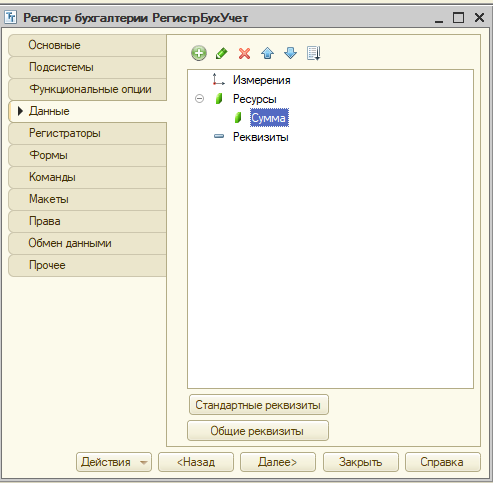 Регистр бухгалтерии РегистрБухУчет
Основные
Подсистемы
Функциональные опции
Данные
Регистраторы
Формы
Команды
Макеты
Права
Обмен данными
Прочее
Измерения
Ресурсы
Сумма
Реквизиты
Стандартные реквизиты
Общие реквизиты
Действия
<Назад
Далее>
Закрыть
Справка